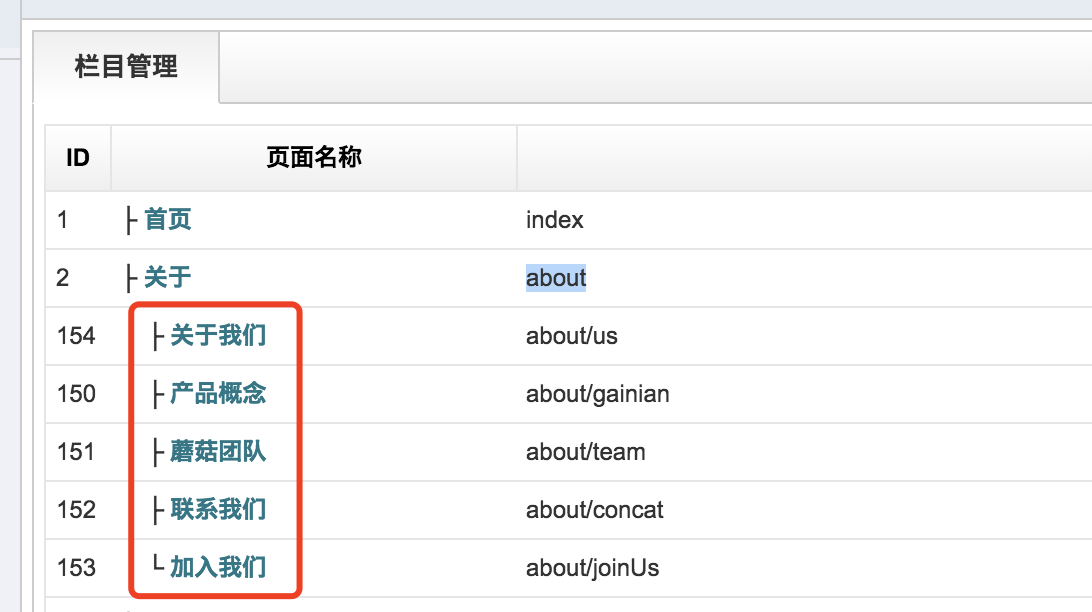 栏目管理
ID 页面名称
1 ├ 首页 index
2 ├ 关于 about
154 ├ 关于我们 about/us
150 ├ 产品概念 about/gainian
151 ├ 蘑菇团队 about/team
152 ├ 联系我们 about/concat
153 └ 加入我们 about/joinUs